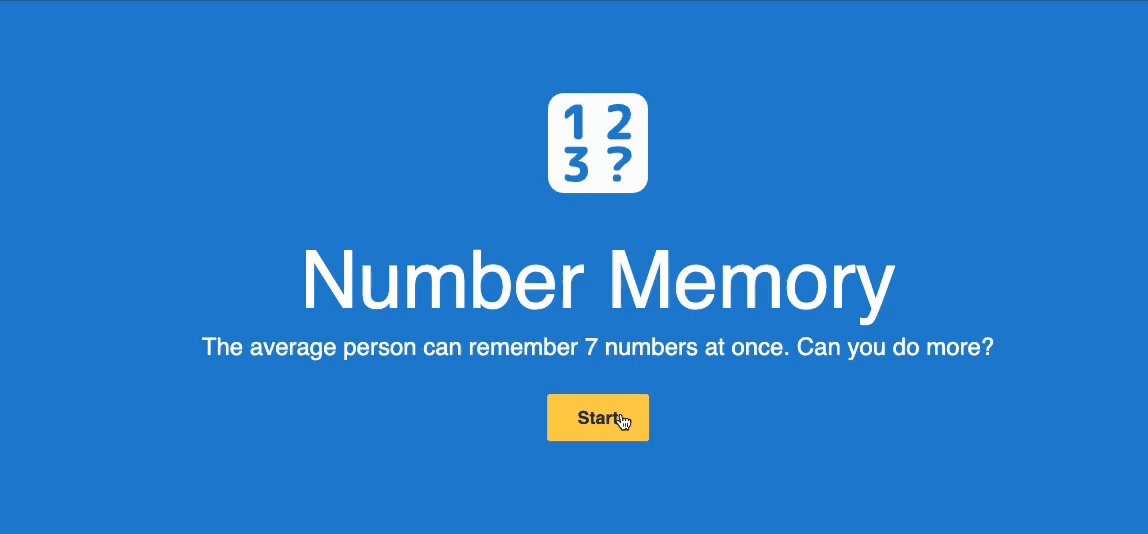 1 2
3 ?
Number Memory
The average person can remember 7 numbers at once. Can you do more?
Start